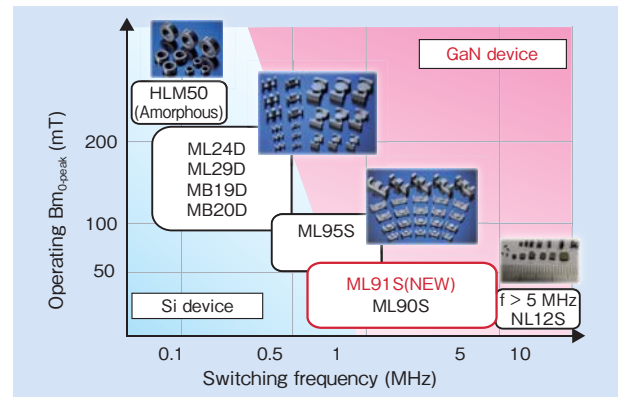 GaN device
HLM50
(Amorphous)
200
ML24D
ML29D
MB19D
MB20D
Operating Bm0-peak (mT)
100
ML95S
50
ML91S(NEW)
ML90S
f > 5 MHz
NL12S
Si device
0.1 0.5 1 5 10
Switching frequency (MHz)